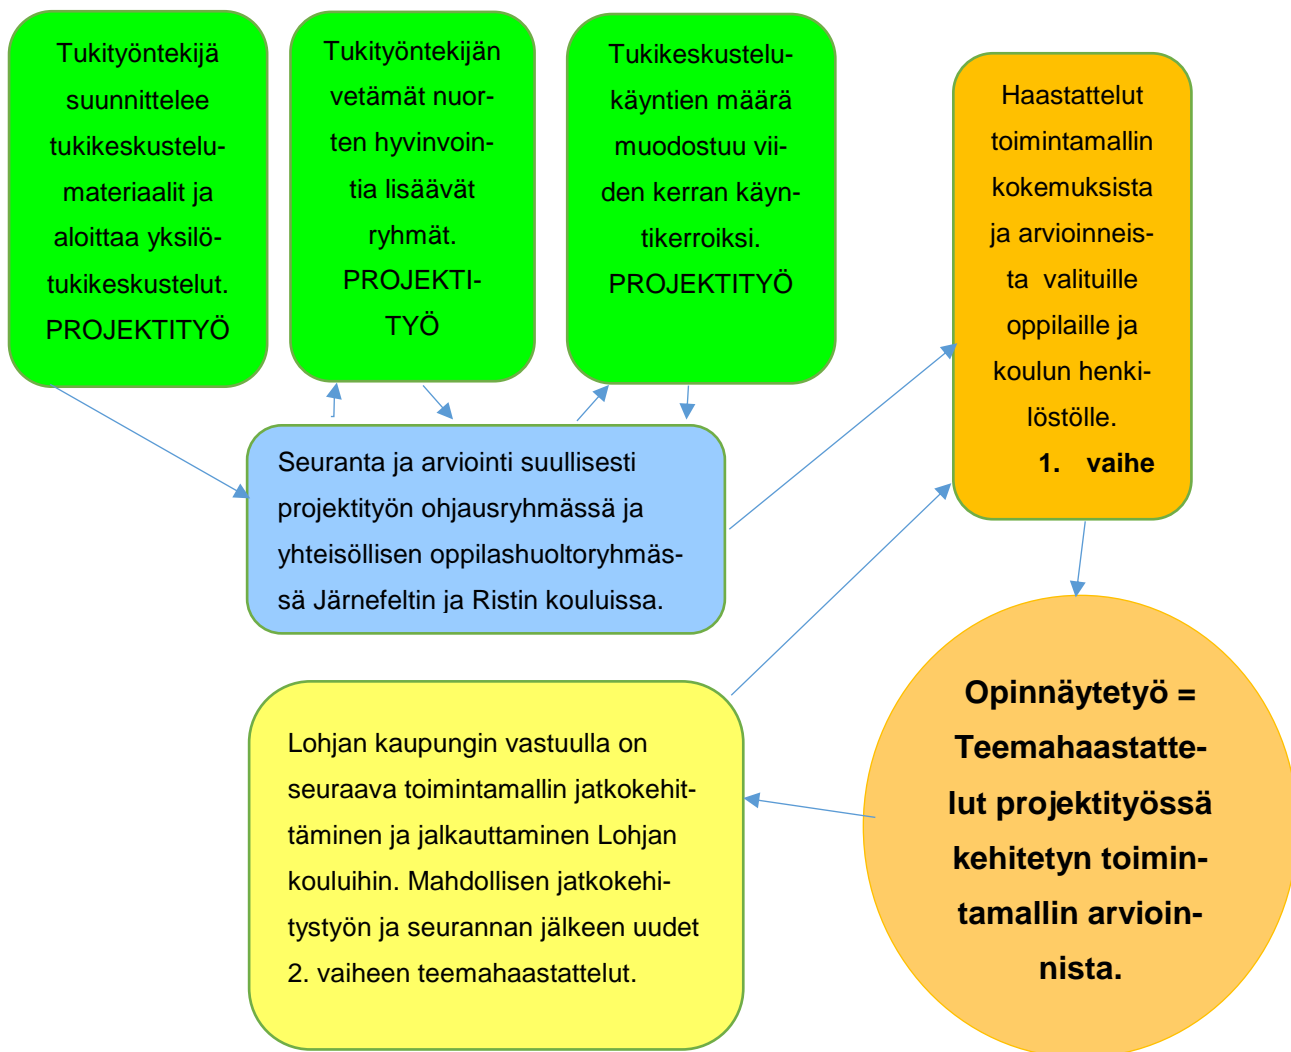 Tukityöntekijä
suunnittelee
tukikeskustelu-
materiaalit ja
aloittaa yksilö-
tukikeskustelut.
PROJEKTITYÖ
Tukityöntekijän
vetämät nuor-
ten hyvinvoin-
tia lisäävät
ryhmät.
PROJEKTI-
TYÖ
Tukikeskustelu-
käyntien määrä
muodostuu vii-
den kerran käyn-
tikerroiksi.
PROJEKTITYÖ
Haastattelut
toimintamallin
kokemuksista
ja arvioinneis-
ta valituille
oppilaille ja
koulun henki-
löstölle.
1. vaihe
Seuranta ja arviointi suullisesti
projektityön ohjausryhmässä ja
yhteisöllisen oppilashuoltoryhmäs-
sä Järnefeltin ja Ristin kouluissa.
Lohjan kaupungin vastuulla on
seuraava toimintamallin jatkokehit-
täminen ja jalkauttaminen Lohjan
kouluihin. Mahdollisen jatkokehi-
tystyön ja seurannan jälkeen uudet
2. vaiheen teemahaastattelut.
Opinnäytetyö =
Teemahaastatte-
lut projektityössä
kehitetyn toimin-
tamallin arvioin-
nista.